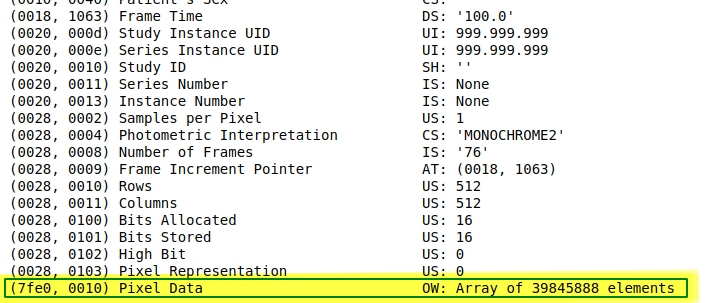 (0018, 1063) Frame Time DS: '100.0'
(0020, 000d) Study Instance UID UI: 999.999.999
(0020, 000e) Series Instance UID UI: 999.999.999
(0020, 0010) Study ID SH: ''
(0020, 0011) Series Number IS: None
(0020, 0013) Instance Number IS: None
(0028, 0002) Samples per Pixel US: 1
(0028, 0004) Photometric Interpretation CS: 'MONOCHROME2'
(0028, 0008) Number of Frames IS: '76'
(0028, 0009) Frame Increment Pointer AT: (0018, 1063)
(0028, 0010) Rows US: 512
(0028, 0011) Columns US: 512
(0028, 0100) Bits Allocated US: 16
(0028, 0101) Bits Stored US: 16
(0028, 0102) High Bit US: 0
(0028, 0103) Pixel Representation US: 0
(7fe0, 0010) Pixel Data OW: Array of 39845888 elements